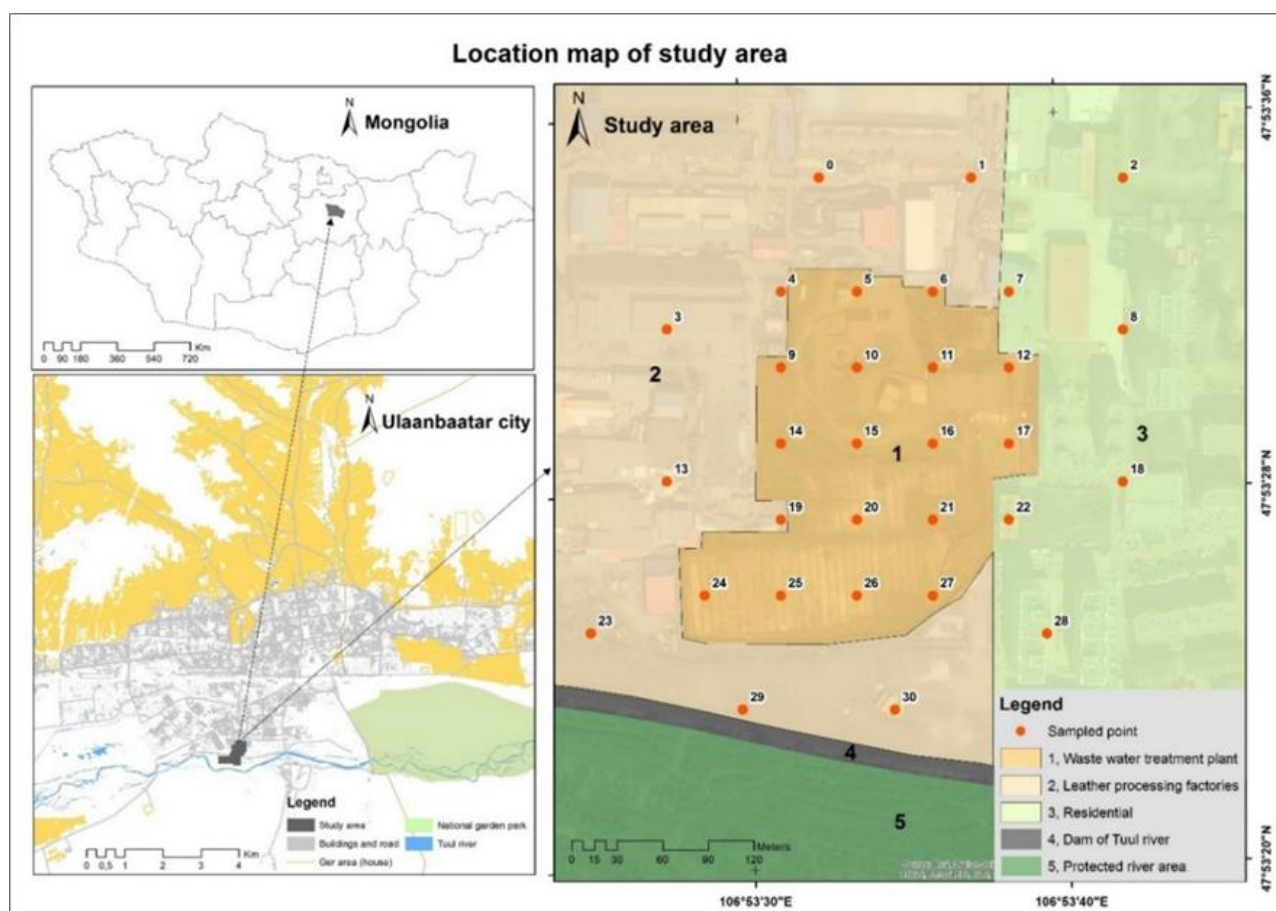 Location map of study area
N
Mongolia
0 90 180 360 540 720
Km
N
Ulaanbaatar city
Legend
Study area
Buildings and road
Ger area (house)
National garden park
Tuul river
0 0,5 1 2 3 4
Km
N
Study area
0
1
2
4
5
6
7
3
8
2
9
10
11
12
14
15
16
17
1
3
13
18
19
20
21
22
24
25
26
27
23
28
29
30
4
5
0 15 30 60 90 120
Meters
Legend
Sampled point
1, Waste water treatment plant
2, Leather processing factories
3, Residential
4, Dam of Tuul river
5, Protected river area
47°53'36"N
47°53'28"N
47°53'20"N
106°53'30"E
106°53'40"E